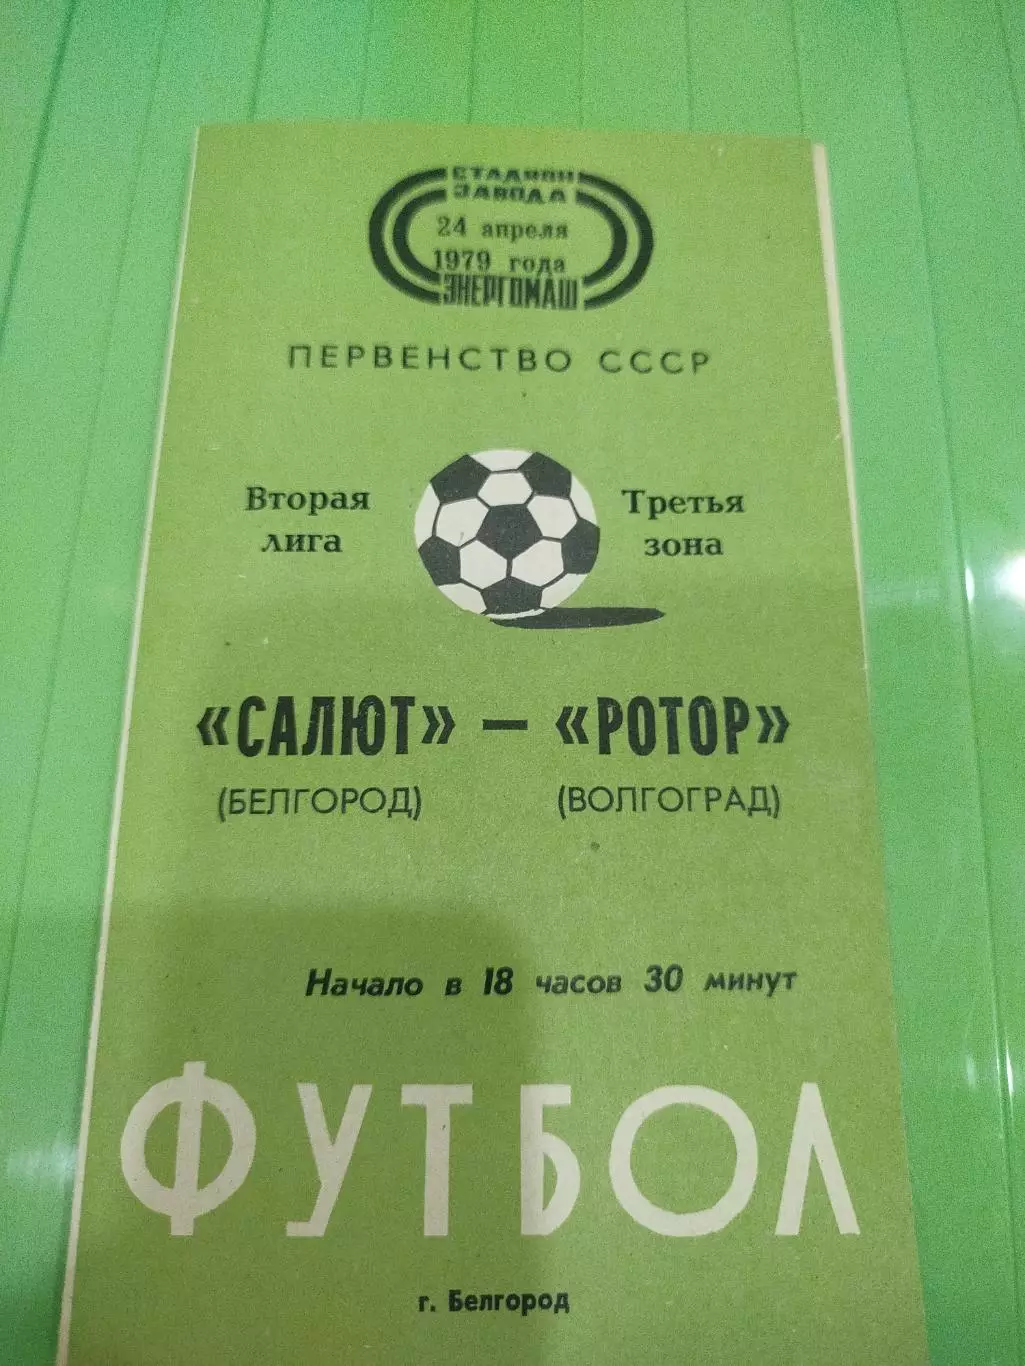 СТАДИОН
ЗАВОДА
24 апреля
1979 года
ЭНЕРГОМАШ
ПЕРВЕНСТВО СССР
Вторая лига
Третья зона
«САЛЮТ» — «РОТОР»
(БЕЛГОРОД) (ВОЛГОГРАД)
Начало в 18 часов 30 минут
ФУТБОЛ
г. Белгород